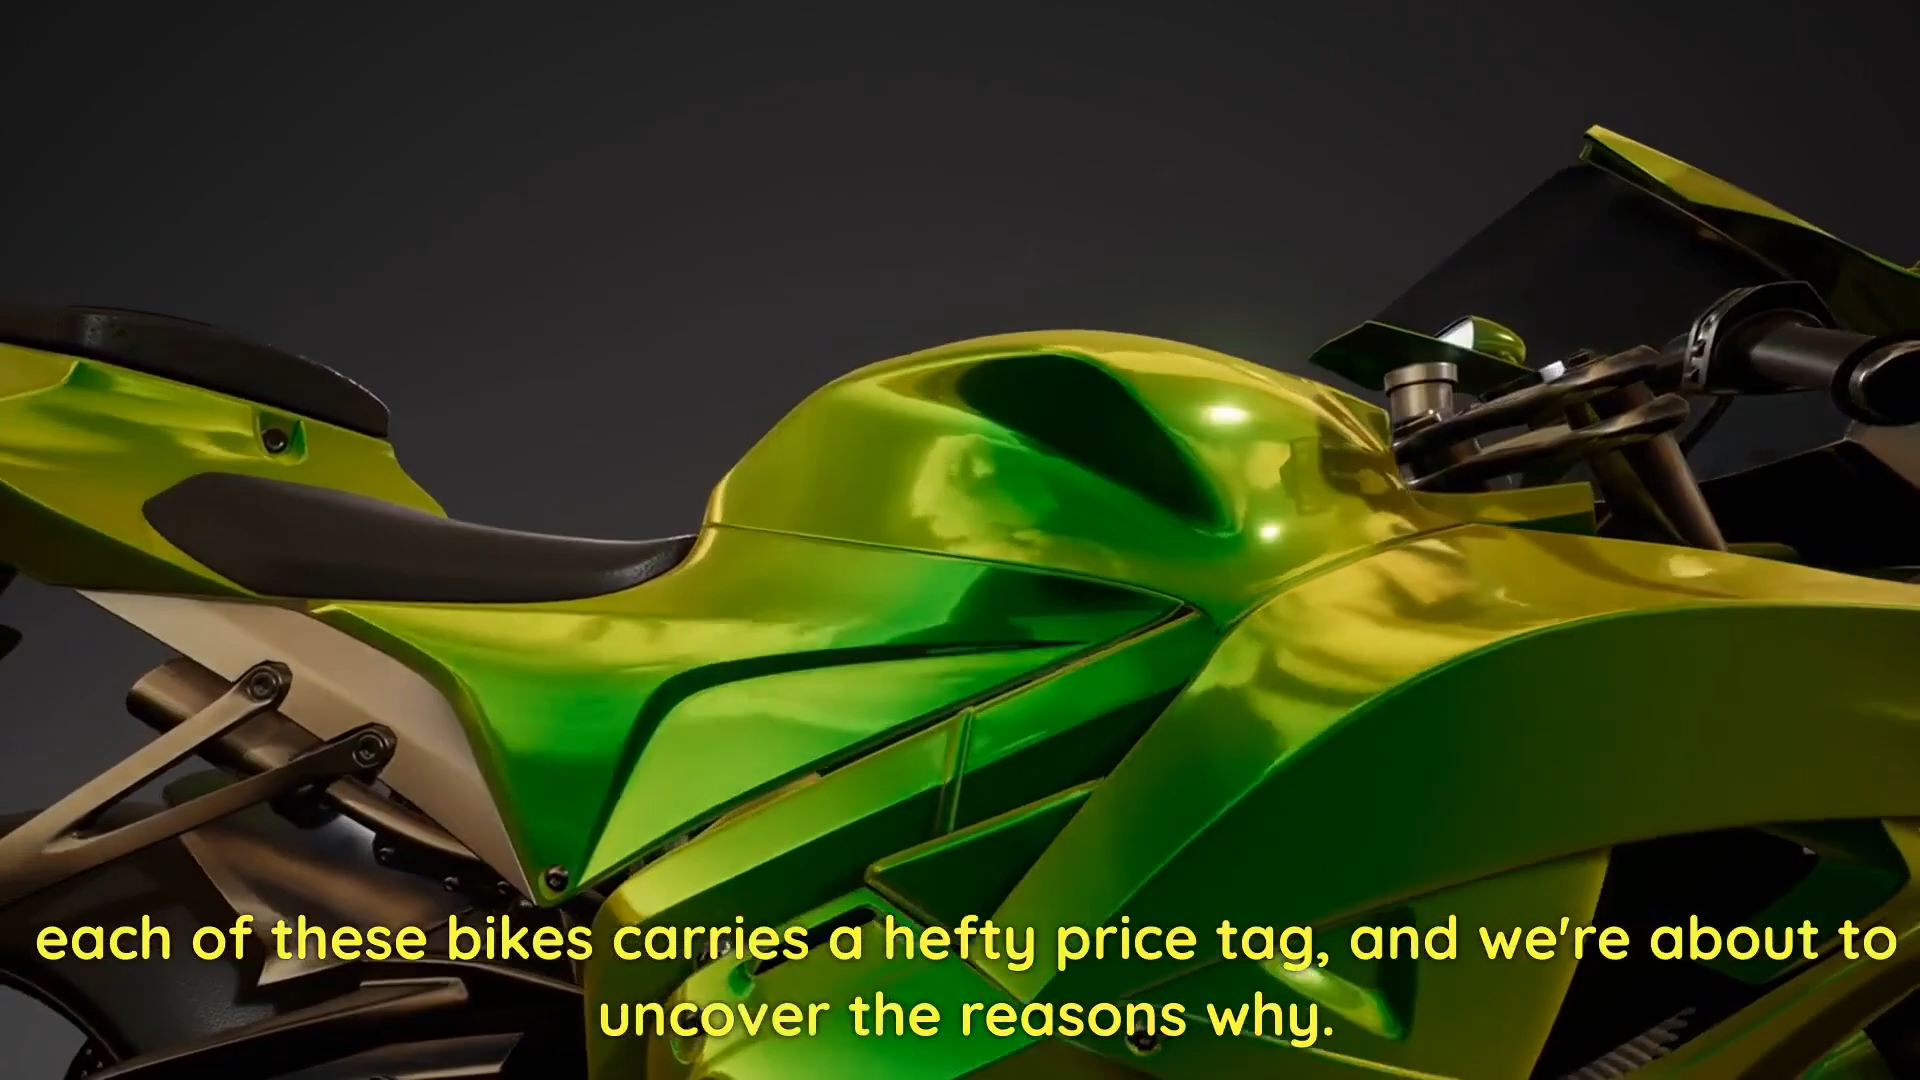 each of these bikes carries a hefty price tag, and we're about to
uncover the reasons why.